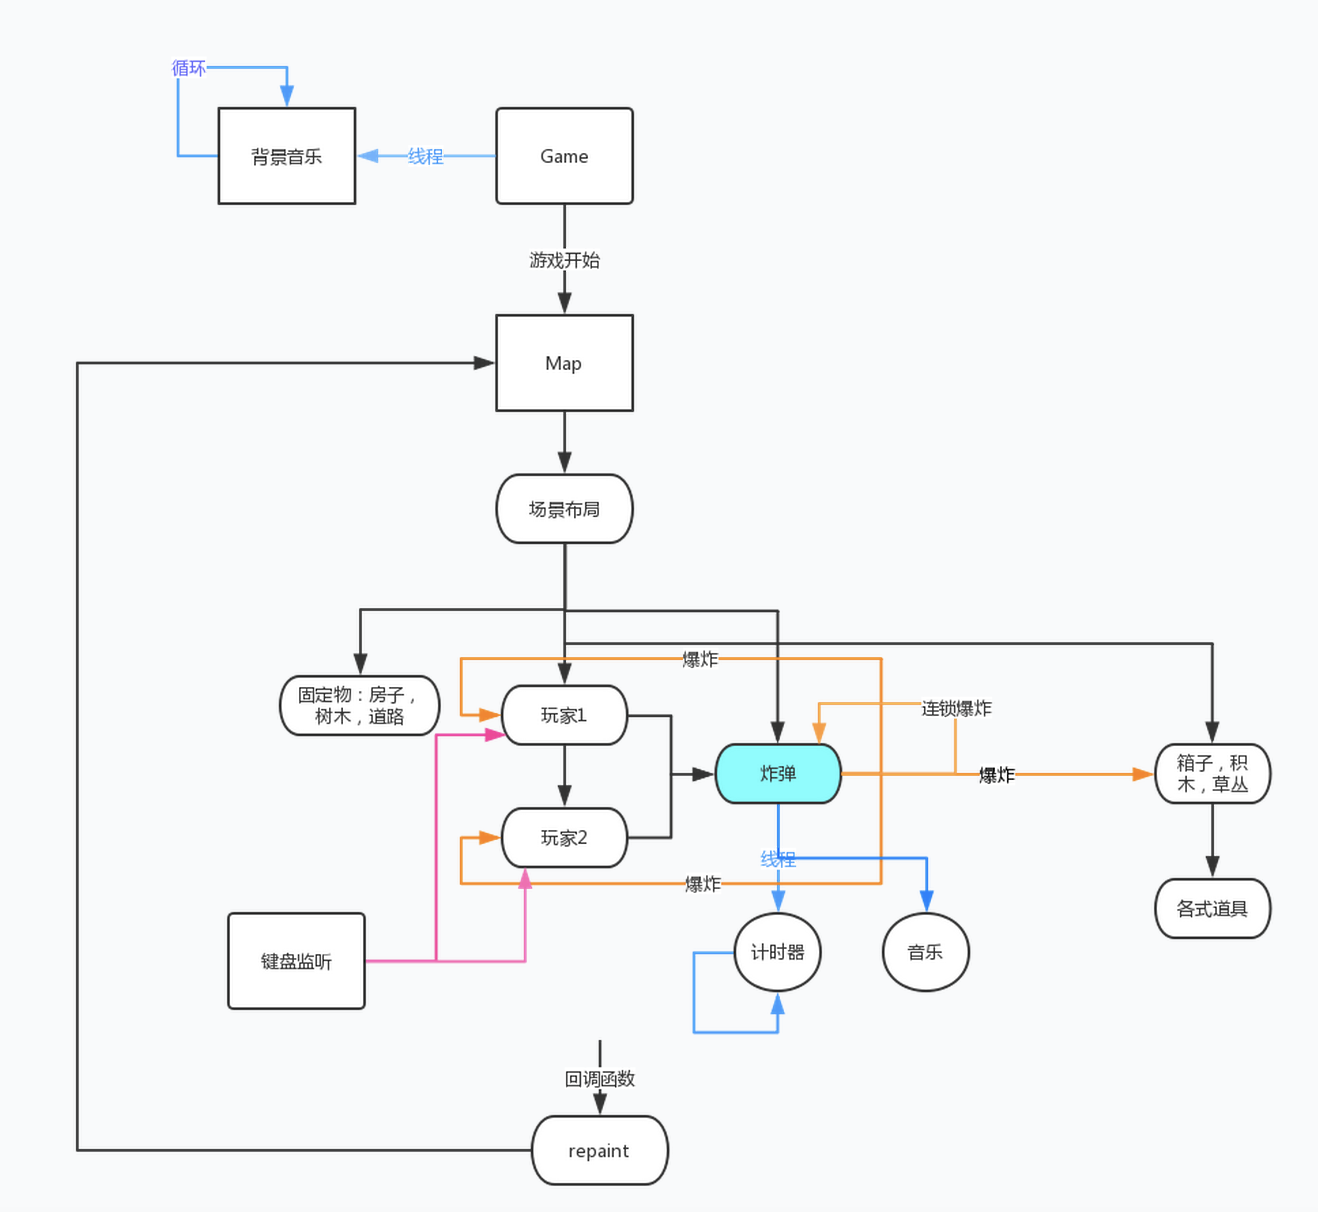 循环
背景音乐
线程
Game
游戏开始
Map
场景布局
爆炸
固定物：房子，
树木，道路
玩家1
连锁爆炸
炸弹
爆炸
箱子，积
木，草丛
玩家2
线程
爆炸
各式道具
键盘监听
计时器
音乐
回调函数
repaint